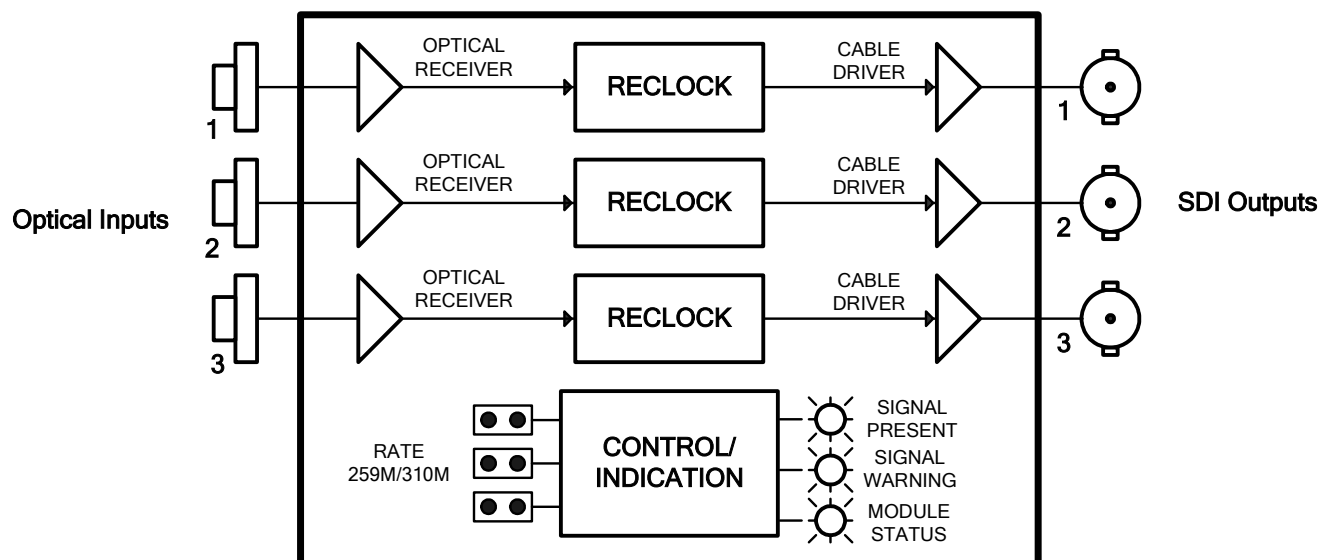 OPTICAL
RECEIVER
RECLOCK
CABLE
DRIVER
1
1
OPTICAL
RECEIVER
RECLOCK
CABLE
DRIVER
Optical Inputs
2
2
SDI Outputs
OPTICAL
RECEIVER
RECLOCK
CABLE
DRIVER
3
3
RATE
259M/310M
CONTROL/
INDICATION
SIGNAL
PRESENT
SIGNAL
WARNING
MODULE
STATUS